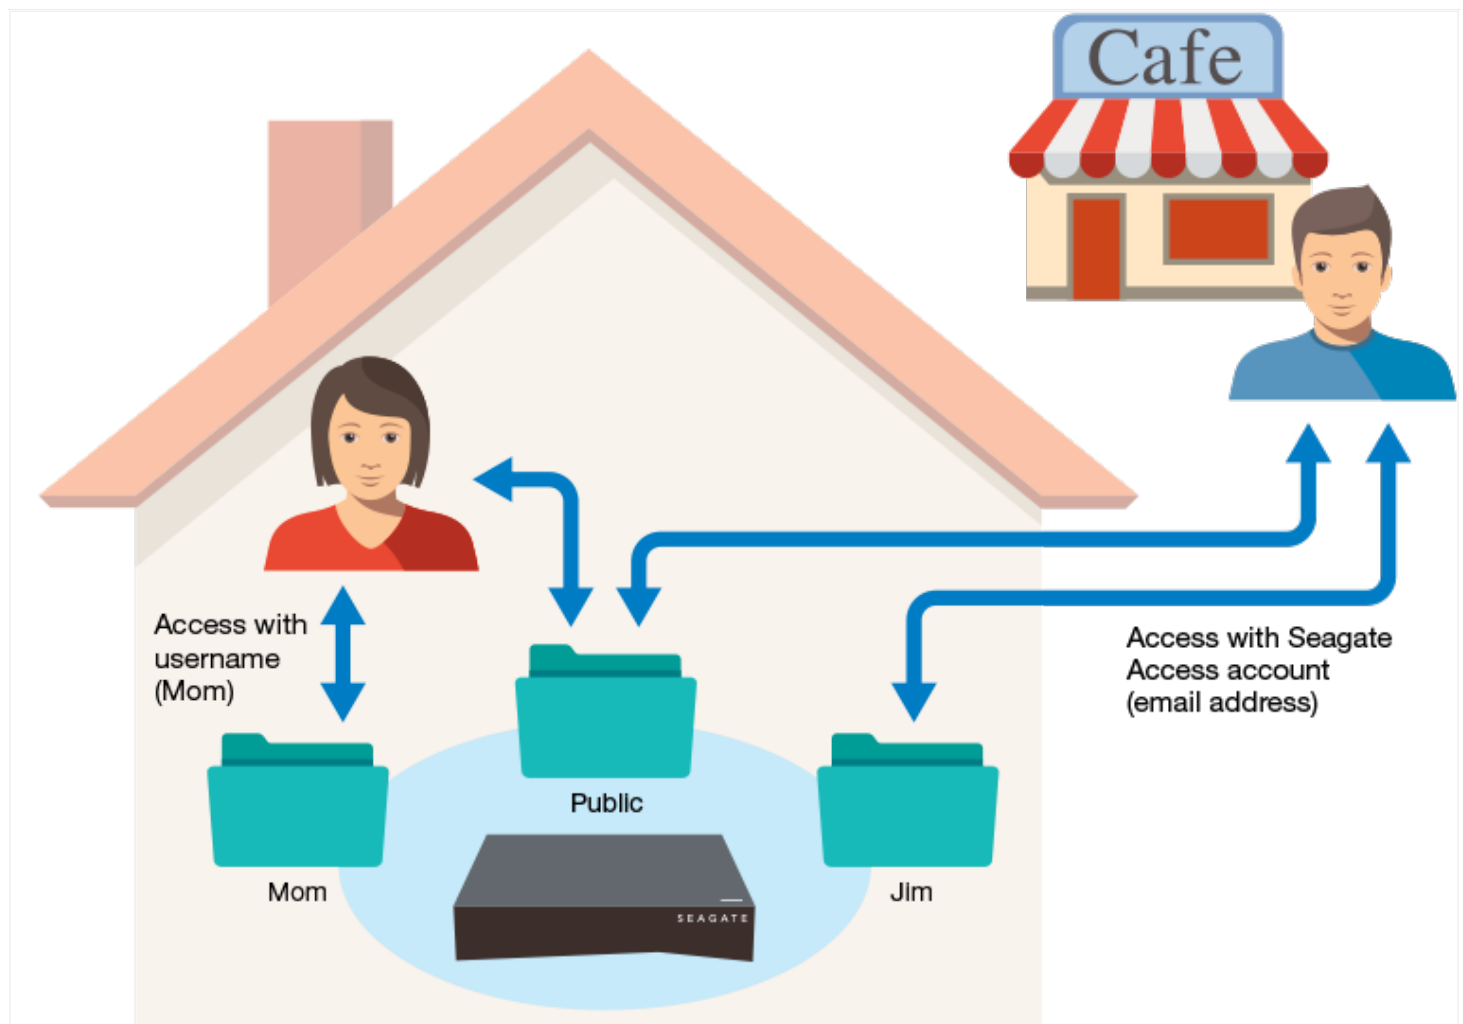 Cafe
Access with
username
(Mom)
Access with Seagate
Access account
(email address)
Public
Mom
Jim
SEAGATE